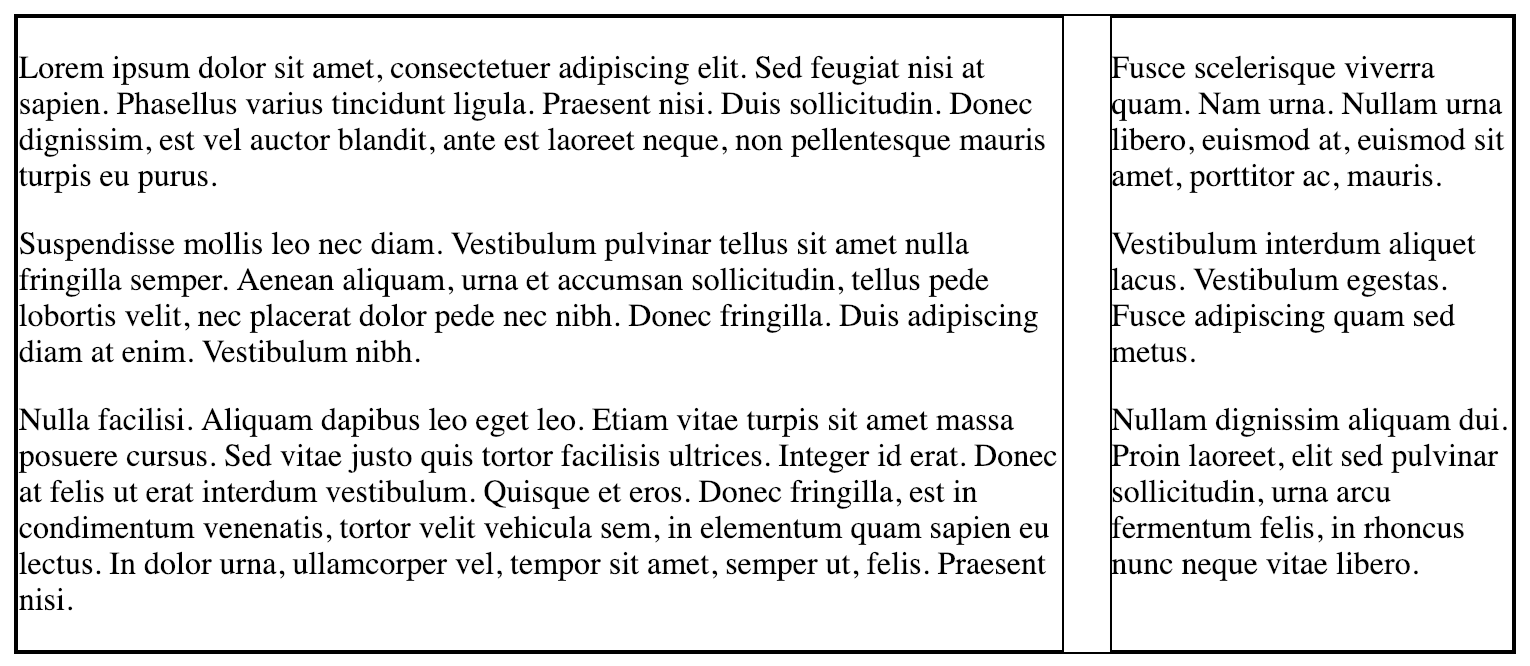 Lorem ipsum dolor sit amet, consectetuer adipiscing elit. Sed feugiat nisi at
sapien. Phasellus varius tincidunt ligula. Praesent nisi. Duis sollicitudin. Donec
dignissim, est vel auctor blandit, ante est laoreet neque, non pellentesque mauris
turpis eu purus.
Suspendisse mollis leo nec diam. Vestibulum pulvinar tellus sit amet nulla
fringilla semper. Aenean aliquam, urna et accumsan sollicitudin, tellus pede
lobortis velit, nec placerat dolor pede nec nibh. Donec fringilla. Duis adipiscing
diam at enim. Vestibulum nibh.
Nulla facilisi. Aliquam dapibus leo eget leo. Etiam vitae turpis sit amet massa
posuere cursus. Sed vitae justo quis tortor facilisis ultrices. Integer id erat. Donec
at felis ut erat interdum vestibulum. Quisque et eros. Donec fringilla, est in
condimentum venenatis, tortor velit vehicula sem, in elementum quam sapien eu
lectus. In dolor urna, ullamcorper vel, tempor sit amet, semper ut, felis. Praesent
nisi.
Fusce scelerisque viverra
quam. Nam urna. Nullam urna
libero, euismod at, euismod sit
amet, porttitor ac, mauris.
Vestibulum interdum aliquet
lacus. Vestibulum egestas.
Fusce adipiscing quam sed
metus.
Nullam dignissim aliquam dui.
Proin laoreet, elit sed pulvinar
sollicitudin, urna arcu
fermentum felis, in rhoncus
nunc neque vitae libero.